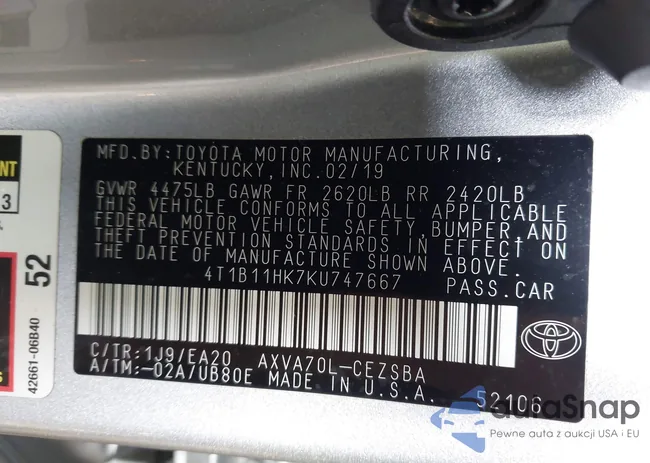 MFD.BY:TOYOTA MOTOR MANUFACTURING,
KENTUCKY, INC.02/19
GVWR 4475LB GAWR FR 2620LB RR 2420LB
THIS VEHICLE CONFORMS TO ALL APPLICABLE
FEDERAL MOTOR VEHICLE SAFETY, BUMPER, AND
THEFT PREVENTION STANDARDS IN EFFECT ON
THE DATE OF MANUFACTURE SHOWN ABOVE.
4T1B11HK7KU747667 PASS.CAR
C/TR:1J9/EA20 AXVA70L-CEZSBA
A/TM:-02A/UB80E MADE IN U.S.A.
52106
TOYOTA
52
42661-06B40
3
autoSnap
Pewne auta z aukcji USA i EU